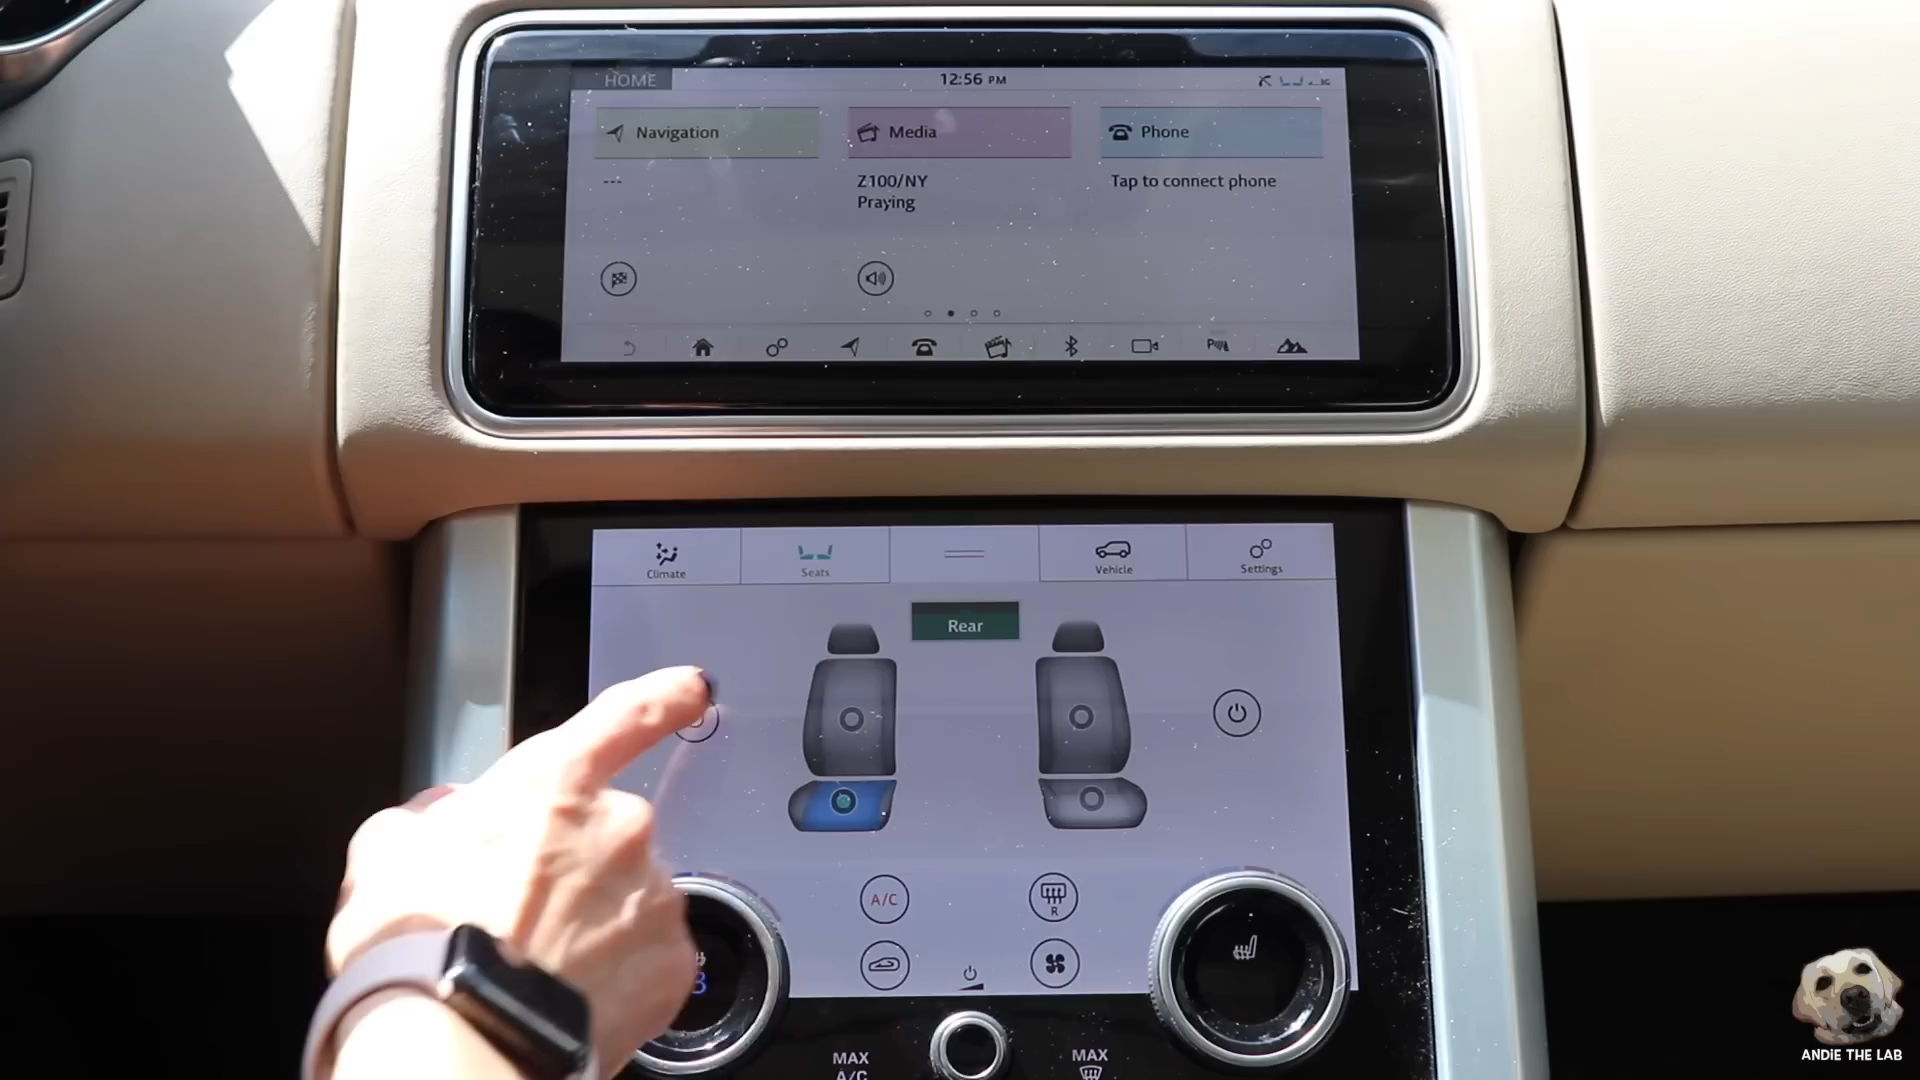 HOME
12:56 PM
Navigation
Media
Phone
---
Z100/NY
Praying
Tap to connect phone
Climate
Seats
Vehicle
Settings
Rear
A/C
R
MAX
A/C
MAX
ANDIE THE LAB